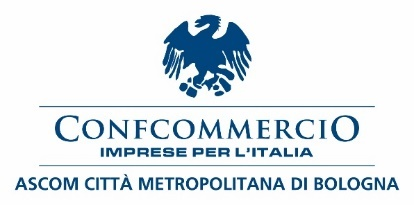 CONFCOMMERCIO
IMPRESE PER L'ITALIA
ASCOM CITTÀ METROPOLITANA DI BOLOGNA